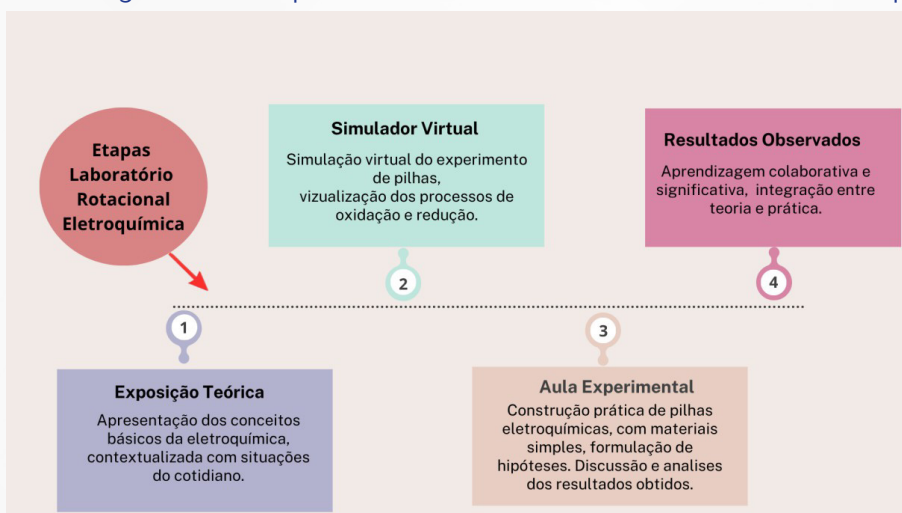 Etapas
Laboratório
Rotacional
Eletroquímica
1
Exposição Teórica
Apresentação dos conceitos
básicos da eletroquímica,
contextualizada com situações
do cotidiano.
Simulador Virtual
Simulação virtual do experimento
de pilhas,
vizualização dos processos de
oxidação e redução.
2
3
Aula Experimental
Construção prática de pilhas
eletroquímicas, com materiais
simples, formulação de
hipóteses. Discussão e analises
dos resultados obtidos.
Resultados Observados
Aprendizagem colaborativa e
significativa, integração entre
teoria e prática.
4